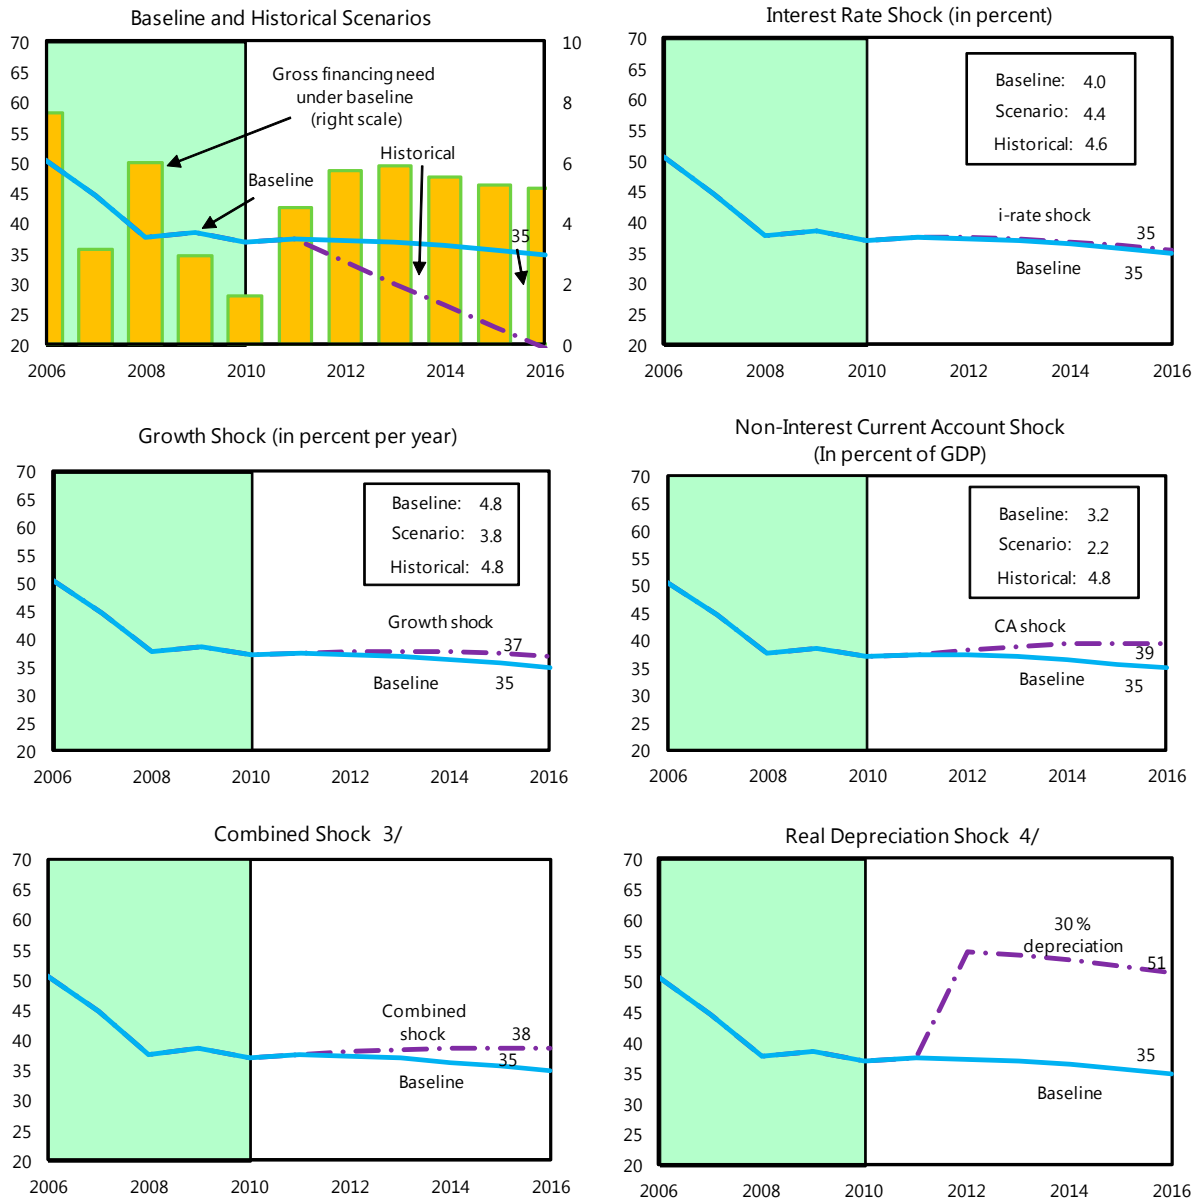 Baseline and Historical Scenarios
70
65
60
55
50
45
40
35
30
25
20
10
8
6
4
2
0
Gross financing need
under baseline
(right scale)
Historical
Baseline
35
2006 2008 2010 2012 2014 2016
Interest Rate Shock (in percent)
70
65
60
55
50
45
40
35
30
25
20
Baseline: 4.0
Scenario: 4.4
Historical: 4.6
i-rate shock
35
Baseline
35
2006 2008 2010 2012 2014 2016
Growth Shock (in percent per year)
70
65
60
55
50
45
40
35
30
25
20
Baseline: 4.8
Scenario: 3.8
Historical: 4.8
Growth shock
37
Baseline
35
2006 2008 2010 2012 2014 2016
Non-Interest Current Account Shock
(In percent of GDP)
70
65
60
55
50
45
40
35
30
25
20
Baseline: 3.2
Scenario: 2.2
Historical: 4.8
CA shock
39
Baseline
35
2006 2008 2010 2012 2014 2016
Combined Shock 3/
70
65
60
55
50
45
40
35
30
25
20
Combined
shock
38
35
Baseline
2006 2008 2010 2012 2014 2016
Real Depreciation Shock 4/
70
65
60
55
50
45
40
35
30
25
20
30 %
depreciation
51
35
Baseline
2006 2008 2010 2012 2014 2016